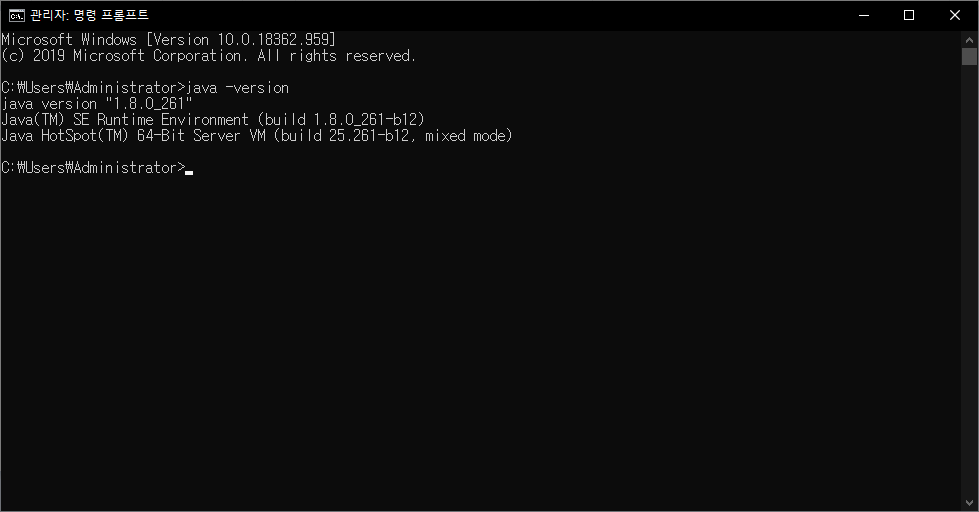 관리자: 명령 프롬프트
Microsoft Windows [Version 10.0.18362.959]
(c) 2019 Microsoft Corporation. All rights reserved.
C:₩Users₩Administrator>java -version
java version "1.8.0_261"
Java(TM) SE Runtime Environment (build 1.8.0_261-b12)
Java HotSpot(TM) 64-Bit Server VM (build 25.261-b12, mixed mode)
C:₩Users₩Administrator>